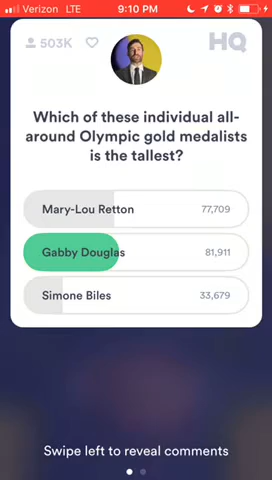 Verizon LTE 9:10 PM
503K HQ
Which of these individual all-
around Olympic gold medalists
is the tallest?
Mary-Lou Retton 77,709
Gabby Douglas 81,911
Simone Biles 33,679
Swipe left to reveal comments